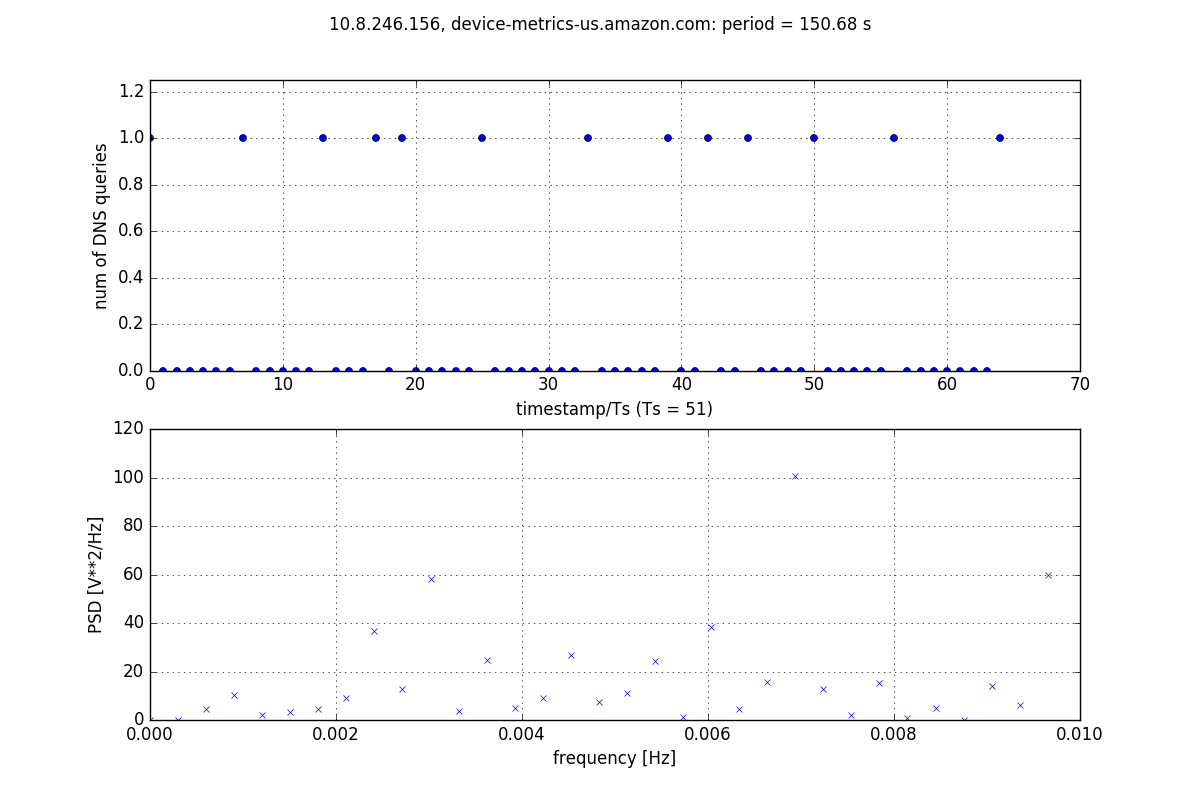 10.8.246.156, device-metrics-us.amazon.com: period = 150.68 s
1.2
1.0
0.8
0.6
0.4
0.2
0.0
num of DNS queries
0 10 20 30 40 50 60 70
timestamp/Ts (Ts = 51)
120
100
80
60
40
20
0
PSD [V**2/Hz]
0.000 0.002 0.004 0.006 0.008 0.010
frequency [Hz]